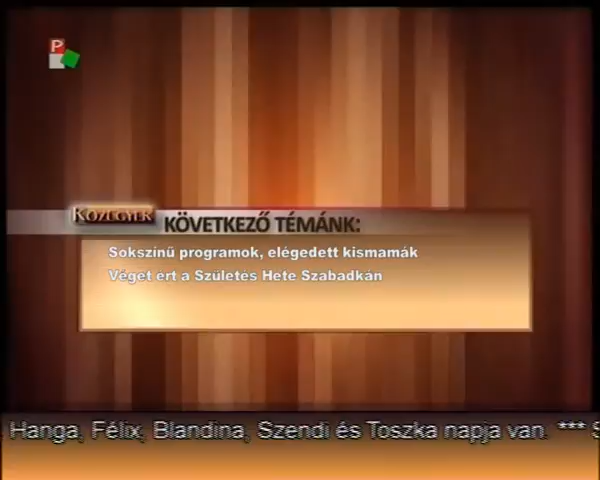 P
KÖZÜGYEK
KÖVETKEZŐ TÉMÁNK:
Sokszínű programok, elégedett kismamák
Véget ért a Születés Hete Szabadkán
Hanga, Félix, Blandina, Szendi és Toszka napja van. *** S